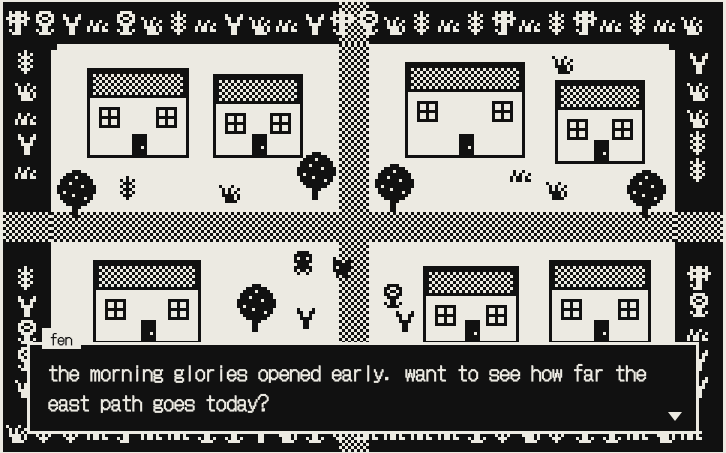 fen
the morning glories opened early. want to see how far the
east path goes today?